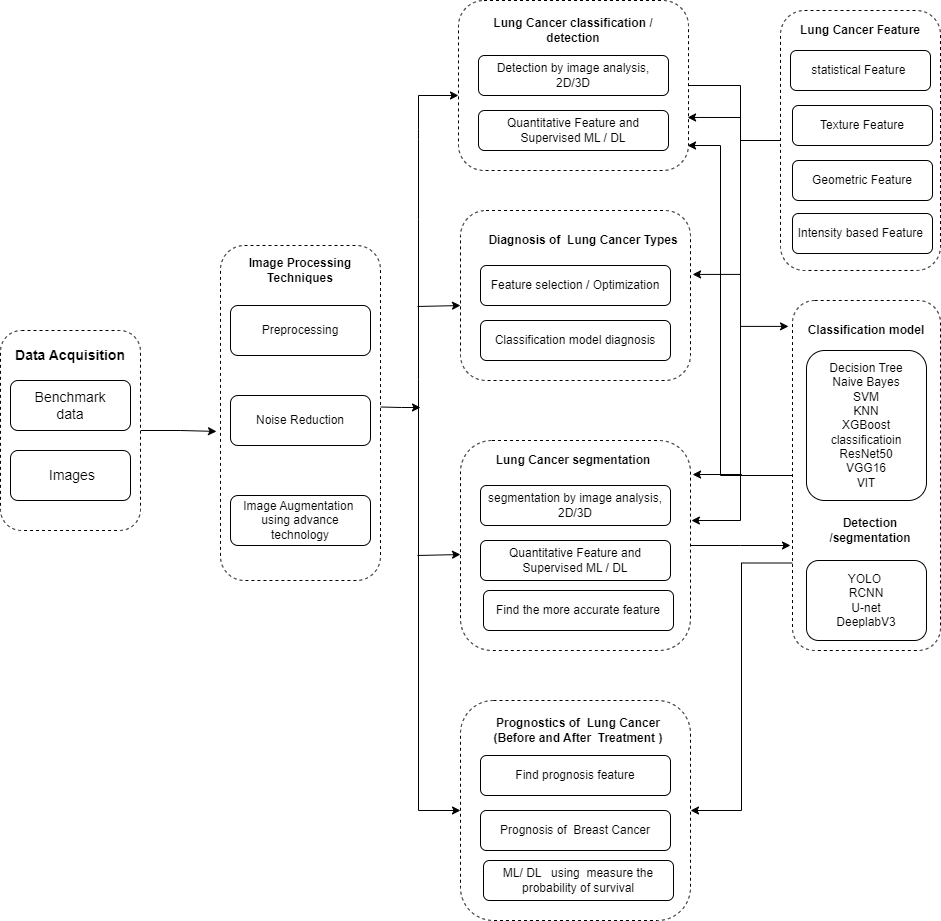 Data Acquisition
Benchmark
data
Images
Image Processing
Techniques
Preprocessing
Noise Reduction
Image Augmentation
using advance
technology
Lung Cancer classification /
detection
Detection by image analysis,
2D/3D
Quantitative Feature and
Supervised ML / DL
Diagnosis of Lung Cancer Types
Feature selection / Optimization
Classification model diagnosis
Lung Cancer segmentation
segmentation by image analysis,
2D/3D
Quantitative Feature and
Supervised ML / DL
Find the more accurate feature
Prognostics of Lung Cancer
(Before and After Treatment )
Find prognosis feature
Prognosis of Breast Cancer
ML/ DL using measure the
probability of survival
Lung Cancer Feature
statistical Feature
Texture Feature
Geometric Feature
Intensity based Feature
Classification model
Decision Tree
Naive Bayes
SVM
KNN
XGBoost
classificatioin
ResNet50
VGG16
VIT
Detection
/segmentation
YOLO
RCNN
U-net
DeeplabV3